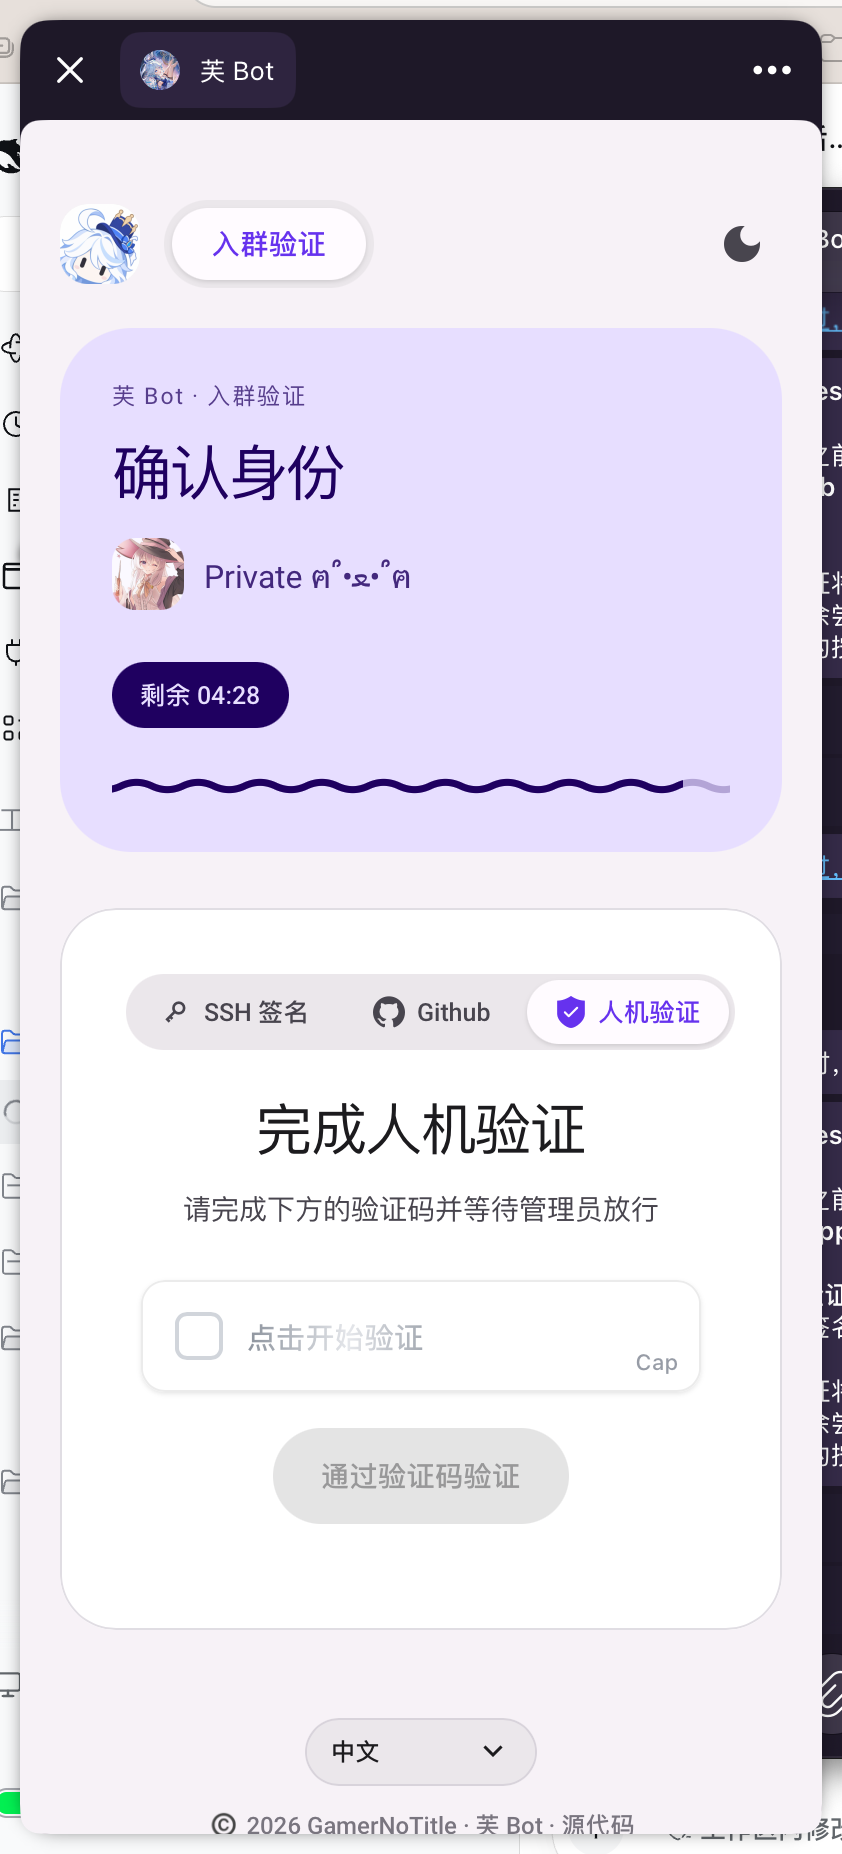 芙 Bot
入群验证
芙 Bot · 入群验证
确认身份
Private ฅ՞•ﻌ•՞ฅ
剩余 04:28
SSH 签名
Github
人机验证
完成人机验证
请完成下方的验证码并等待管理员放行
点击开始验证
Cap
通过验证码验证
中文
© 2026 GamerNoTitle · 芙 Bot · 源代码